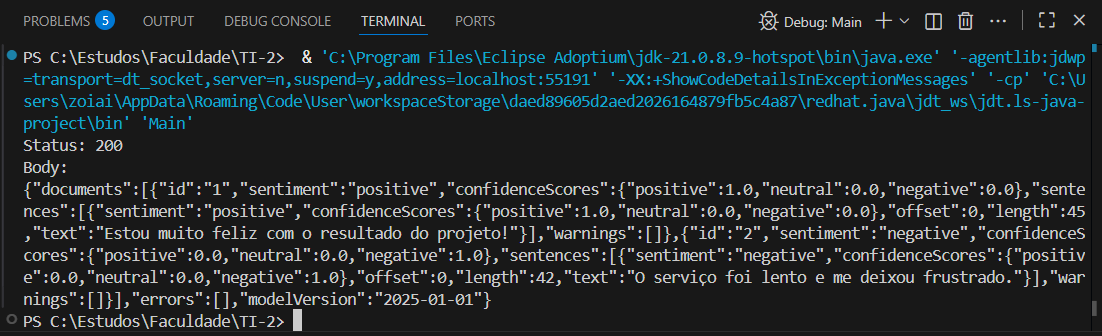 PROBLEMS 5 OUTPUT DEBUG CONSOLE TERMINAL PORTS Debug: Main
PS C:\Estudos\Faculdade\TI-2>  & 'C:\Program Files\Eclipse Adoptium\jdk-21.0.8.9-hotspot\bin\java.exe' '-agentlib:jdwp
=transport=dt_socket,server=n,suspend=y,address=localhost:55191' '-XX:+ShowCodeDetailsInExceptionMessages' '-cp' 'C:\U
sers\zoiai\AppData\Roaming\Code\User\workspaceStorage\daed89605d2aed2026164879fb5c4a87\redhat.java\jdt_ws\jdt.ls-java-
project\bin' 'Main'
Status: 200
Body:
{"documents":[{"id":"1","sentiment":"positive","confidenceScores":{"positive":1.0,"neutral":0.0,"negative":0.0},"sente
nces":[{"sentiment":"positive","confidenceScores":{"positive":1.0,"neutral":0.0,"negative":0.0},"offset":0,"length":45
,"text":"Estou muito feliz com o resultado do projeto!"}],"warnings":[]},{"id":"2","sentiment":"negative","confidenceS
cores":{"positive":0.0,"neutral":0.0,"negative":1.0},"sentences":[{"sentiment":"negative","confidenceScores":{"positiv
e":0.0,"neutral":0.0,"negative":1.0},"offset":0,"length":42,"text":"O serviço foi lento e me deixou frustrado."}],"war
nings":[]}],"errors":[],"modelVersion":"2025-01-01"}
PS C:\Estudos\Faculdade\TI-2>